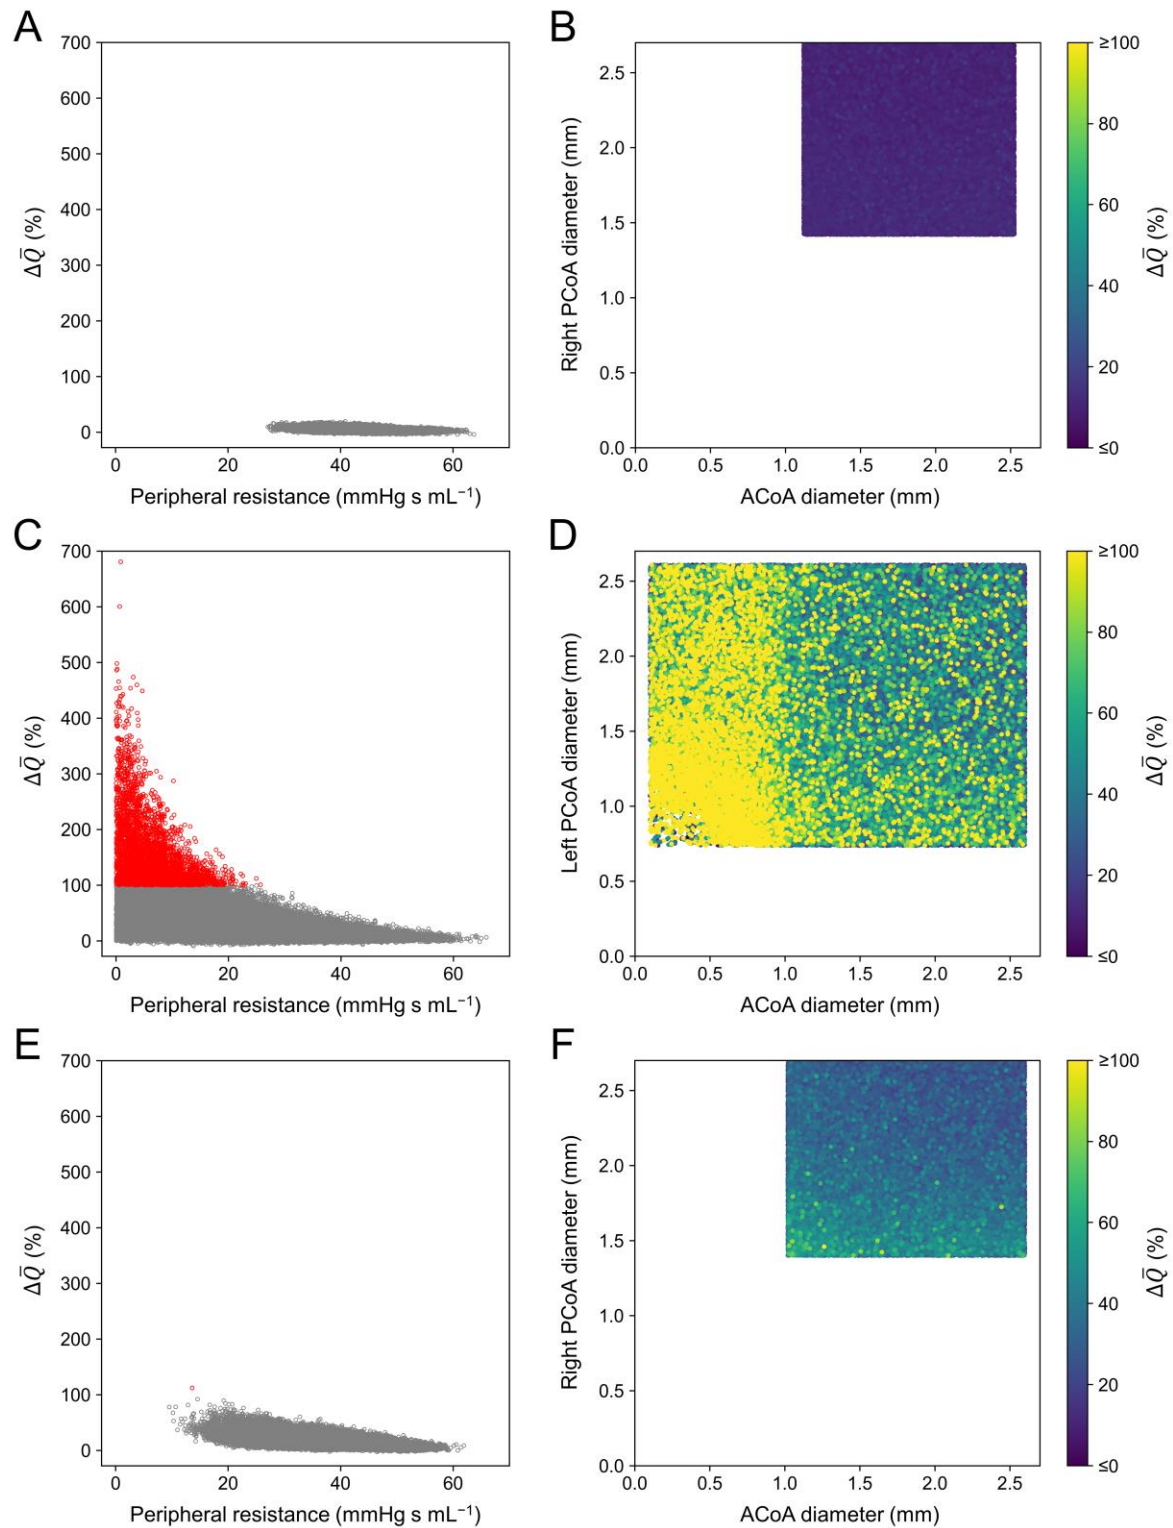 A
700
600
500
400
300
200
100
0
ΔQ̄ (%)
0 20 40 60
Peripheral resistance (mmHg s mL⁻¹)
B
2.5
2.0
1.5
1.0
0.5
0.0
Right PCoA diameter (mm)
0.0 0.5 1.0 1.5 2.0 2.5
ACoA diameter (mm)
≥100
80
60
40
20
≤0
ΔQ̄ (%)
C
700
600
500
400
300
200
100
0
ΔQ̄ (%)
0 20 40 60
Peripheral resistance (mmHg s mL⁻¹)
D
2.5
2.0
1.5
1.0
0.5
0.0
Left PCoA diameter (mm)
0.0 0.5 1.0 1.5 2.0 2.5
ACoA diameter (mm)
≥100
80
60
40
20
≤0
ΔQ̄ (%)
E
700
600
500
400
300
200
100
0
ΔQ̄ (%)
0 20 40 60
Peripheral resistance (mmHg s mL⁻¹)
F
2.5
2.0
1.5
1.0
0.5
0.0
Right PCoA diameter (mm)
0.0 0.5 1.0 1.5 2.0 2.5
ACoA diameter (mm)
≥100
80
60
40
20
≤0
ΔQ̄ (%)